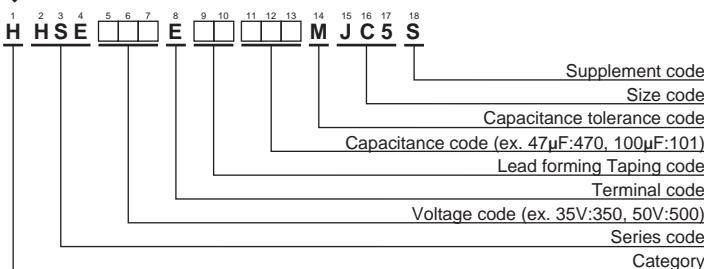 1 2 3 4 5 6 7 8 9 10 11 12 13 14 15 16 17 18
H HSE E M JC5 S
Supplement code
Size code
Capacitance tolerance code
Capacitance code (ex. 47µF:470, 100µF:101)
Lead forming Taping code
Terminal code
Voltage code (ex. 35V:350, 50V:500)
Series code
Category